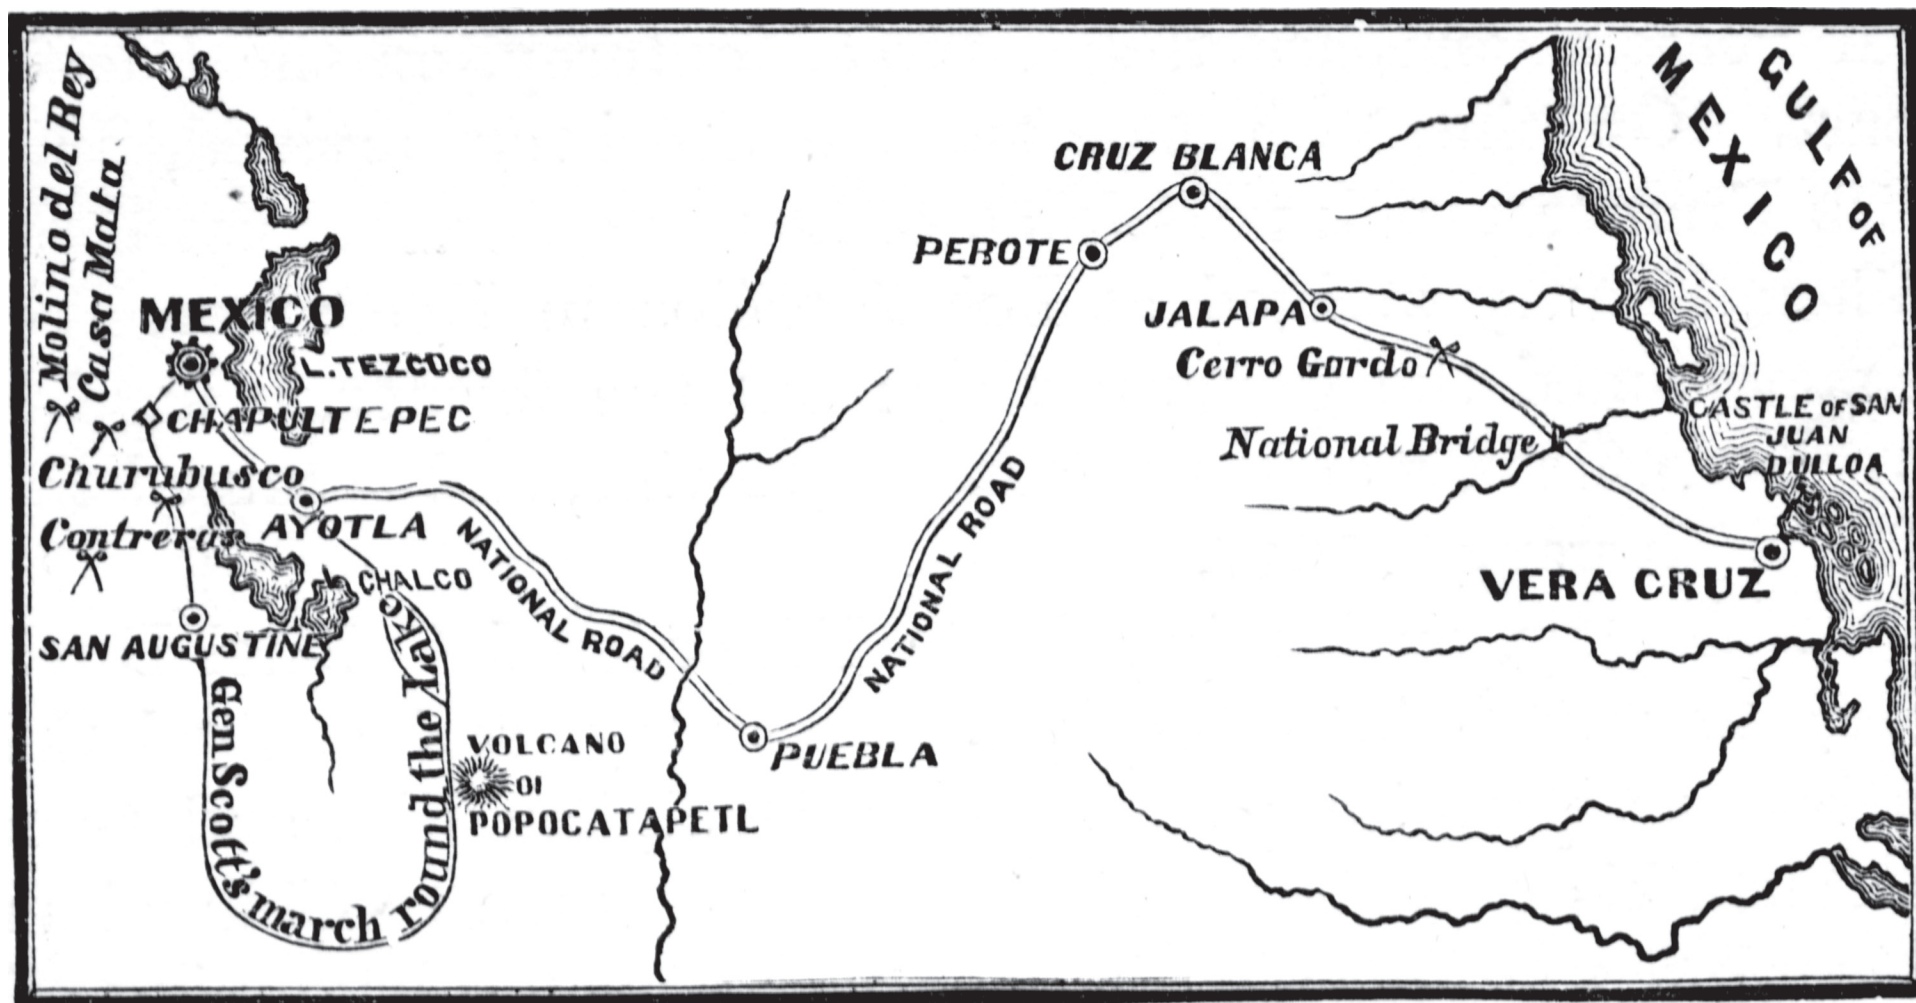 GULF OF
MEXICO
Molino del Rey
Casa Mata
CRUZ BLANCA
PEROTE
MEXICO
JALAPA
L. TEZCUCO
Cerro Gordo
CHAPULTEPEC
CASTLE OF SAN
JUAN
DULLOA
National Bridge
Churubusco
Contreras
AYOTLA
NATIONAL ROAD
NATIONAL ROAD
L. CHALCO
VERA CRUZ
SAN AUGUSTINE
Gen Scott's march round the Lake
VOLCANO
OF
POPOCATAPETL
PUEBLA